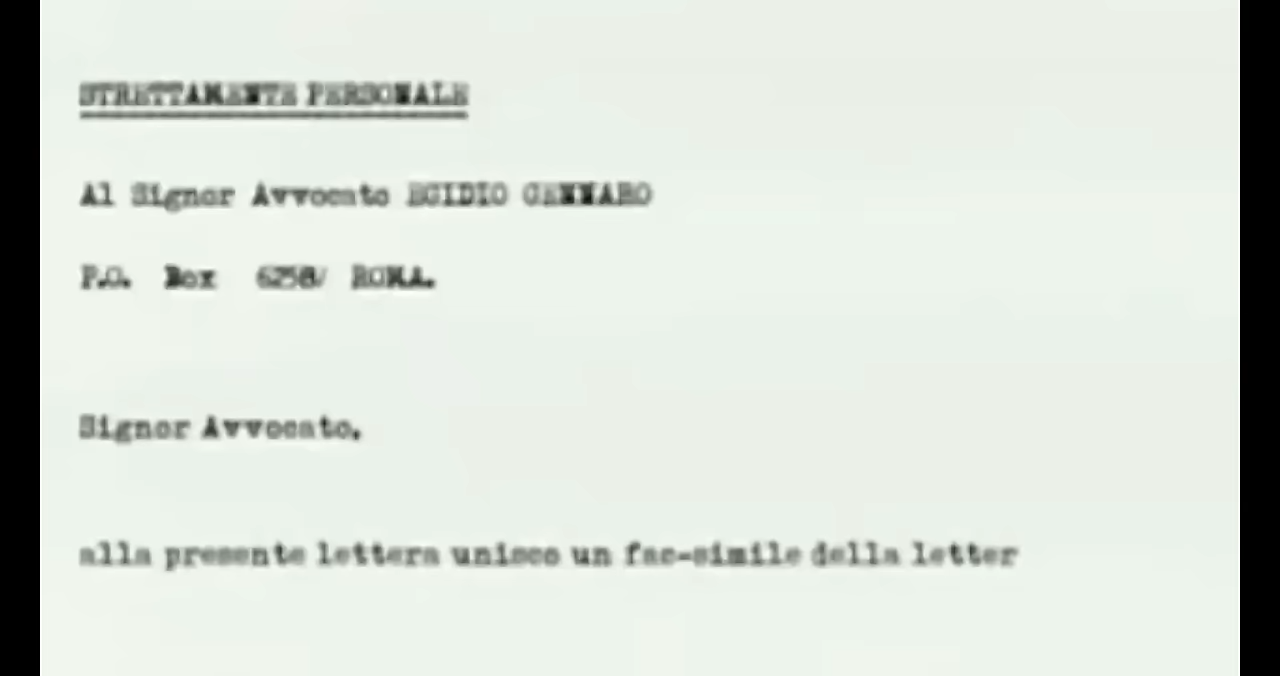 STRETTAMENTE PERSONALE
Al Signor Avvocato EGIDIO GENNARO
P.O. Box 6258/ ROMA.
Signor Avvocato,
alla presente lettera unisco un fac-simile della letter